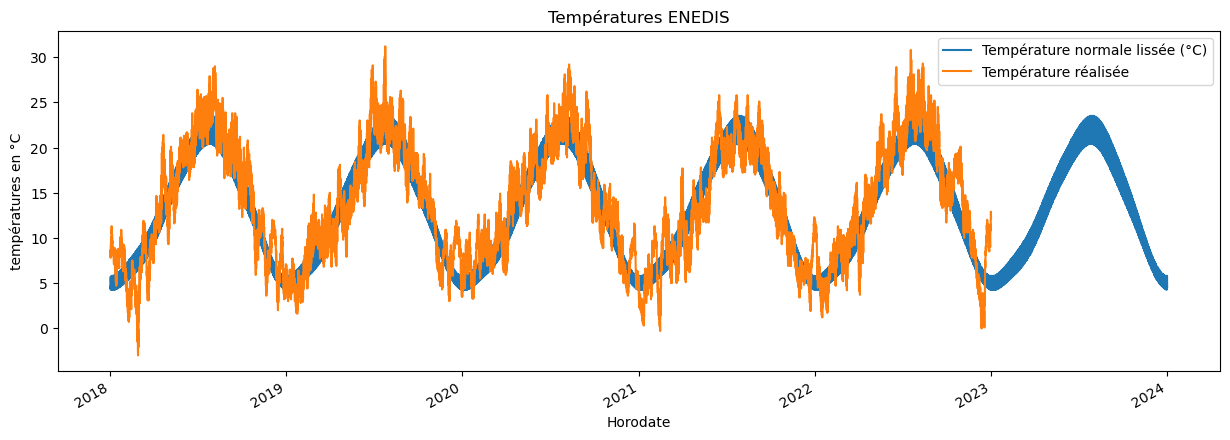 Températures ENEDIS
températures en °C
30
25
20
15
10
5
0
Température normale lissée (°C)
Température réalisée
2018
2019
2020
2021
2022
2023
2024
Horodate